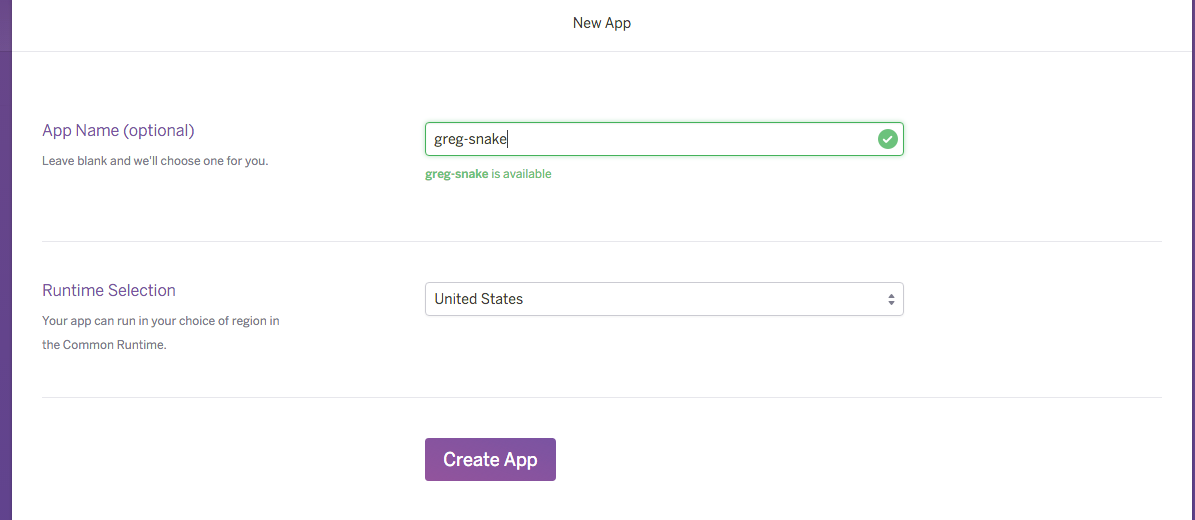 New App
App Name (optional)
greg-snake
Leave blank and we'll choose one for you.
greg-snake is available
Runtime Selection
United States
Your app can run in your choice of region in
the Common Runtime.
Create App